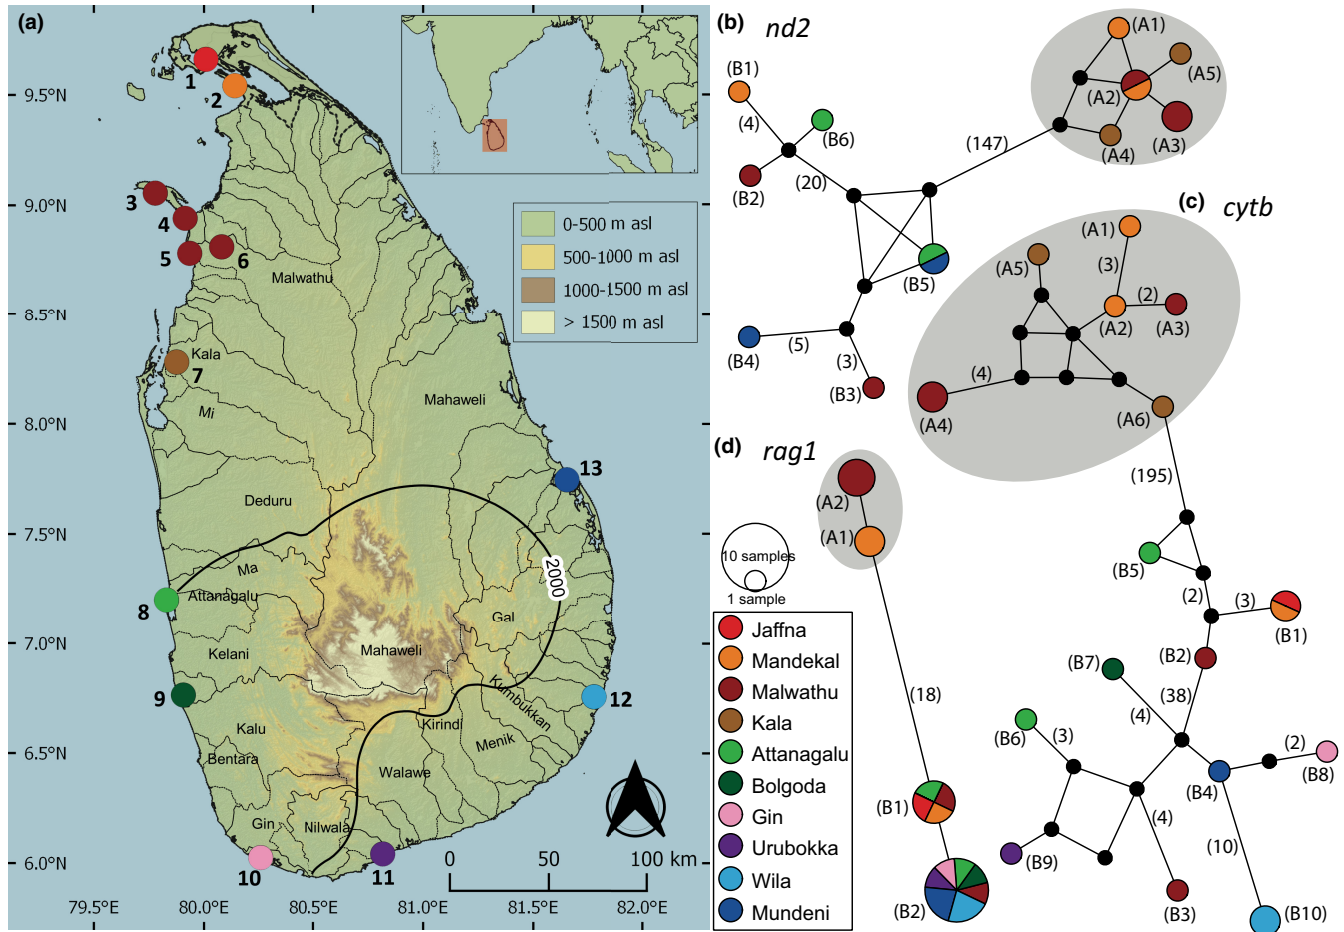 (a)
9.5°N
9.0°N
8.5°N
8.0°N
7.5°N
7.0°N
6.5°N
6.0°N
79.5°E
80.0°E
80.5°E
81.0°E
81.5°E
82.0°E
1
2
3
4
5
6
7
8
9
10
11
12
13
Malwathu
Kala
Mi
Mahaweli
Deduru
Ma
Attanagalu
Kelani
Mahaweli
Gal
2000
Kalu
Bentara
Gin
Nilwala
Walawe
Kirindi
Menik
Kumbukkan
0-500 m asl
500-1000 m asl
1000-1500 m asl
> 1500 m asl
0 50 100 km
(b) nd2
(B1)
(4)
(B6)
(B2)
(20)
(147)
(A1)
(A5)
(A2)
(A3)
(A4)
(B5)
(B4)
(5)
(3)
(B3)
(c) cytb
(A1)
(A5)
(3)
(2)
(A2)
(A3)
(4)
(A4)
(A6)
(195)
(B5)
(2)
(3)
(B1)
(B2)
(B7)
(38)
(4)
(B6)
(3)
(2)
(B8)
(B4)
(4)
(10)
(B9)
(B3)
(B10)
(d) rag1
(A2)
(A1)
(18)
(B1)
(B2)
10 samples
1 sample
Jaffna
Mandekal
Malwathu
Kala
Attanagalu
Bolgoda
Gin
Urubokka
Wila
Mundeni